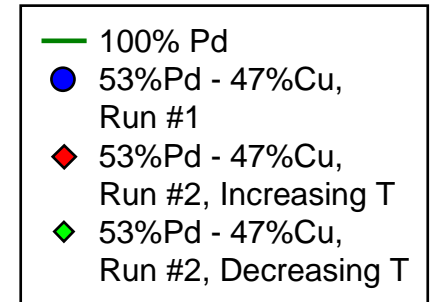 100% Pd
53%Pd - 47%Cu,
Run #1
53%Pd - 47%Cu,
Run #2, Increasing T
53%Pd - 47%Cu,
Run #2, Decreasing T